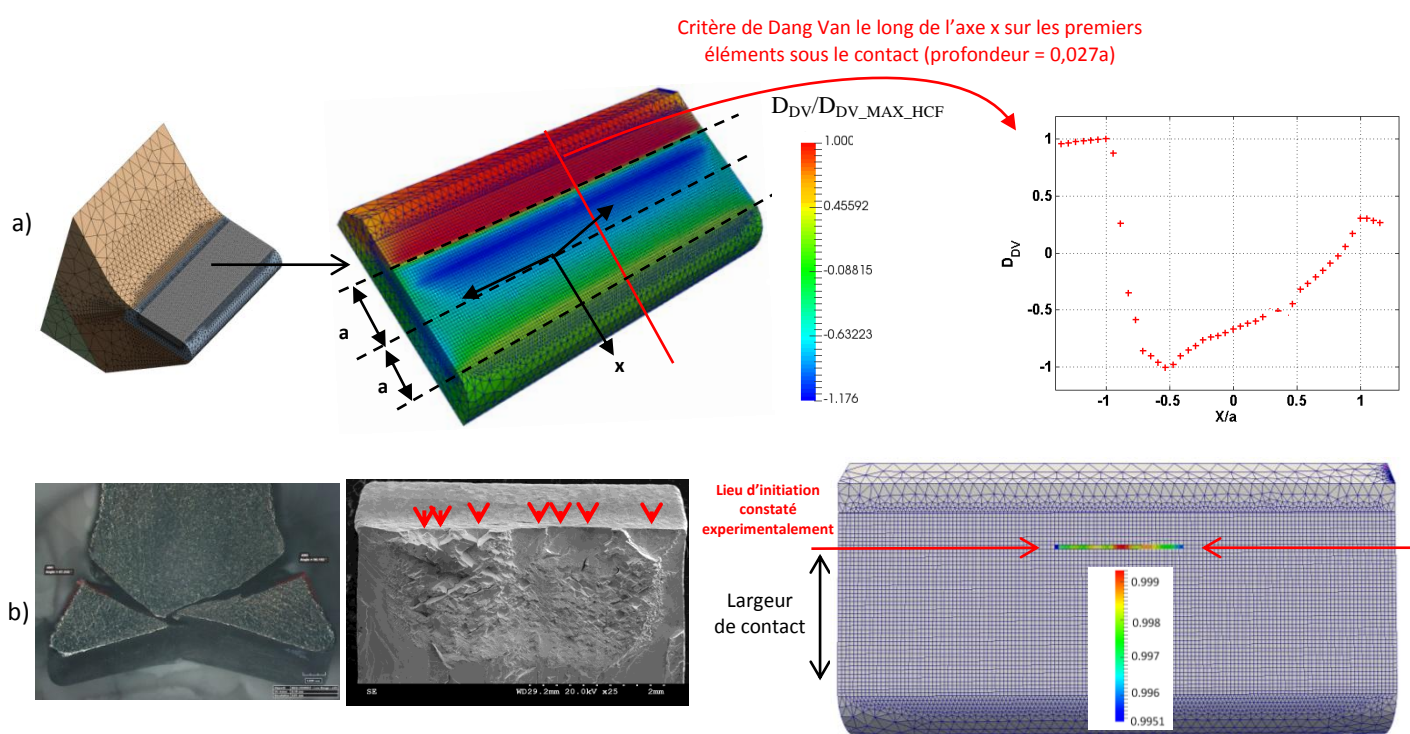 Critère de Dang Van le long de l'axe x sur les premiers
éléments sous le contact (profondeur = 0,027a)
a)
D_DV/D_DV_MAX_HCF
1.000
0.45592
-0.08815
-0.63223
-1.176
a
a
x
D_DV
1
0.5
0
-0.5
-1
-1
-0.5
0
0.5
1
X/a
b)
SE
WD29.2mm 20.0kV x25
2mm
Lieu d'initiation
constaté
expérimentalement
Largeur
de contact
0.999
0.998
0.997
0.996
0.9951